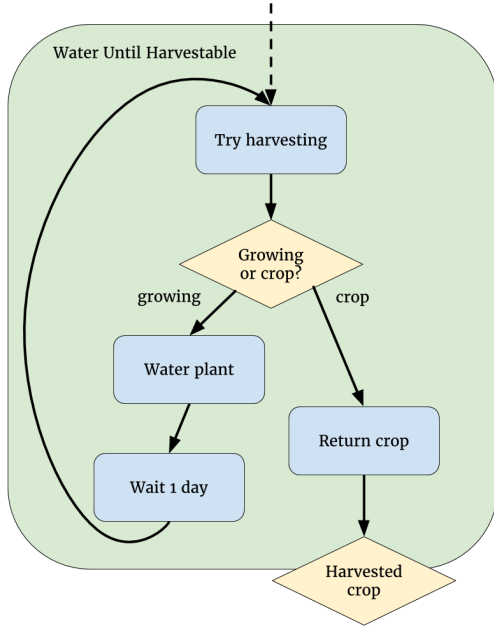 Water Until Harvestable
Try harvesting
Growing
or crop?
growing
crop
Water plant
Return crop
Wait 1 day
Harvested
crop